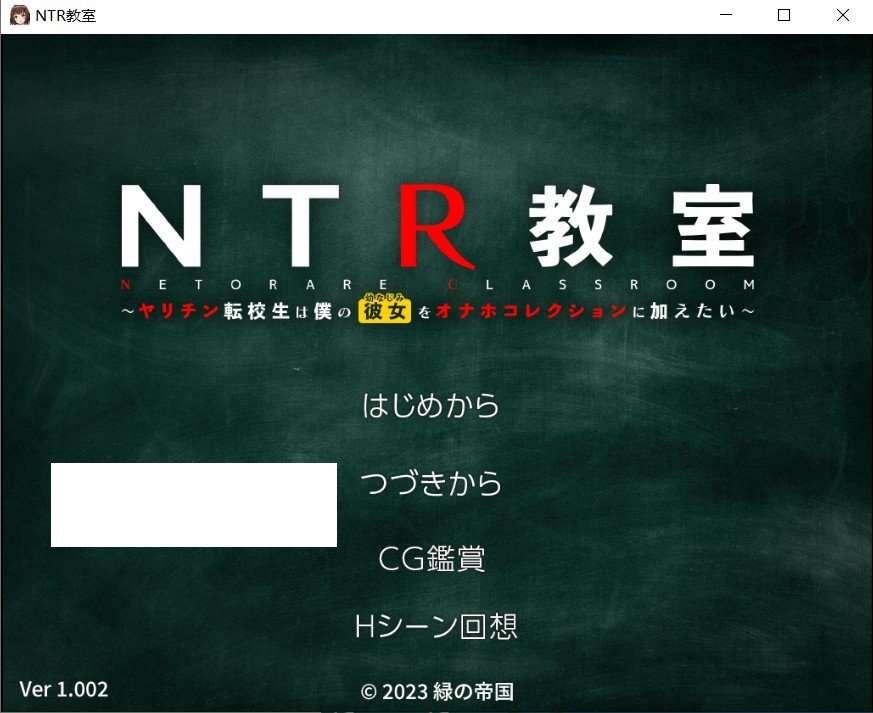 NTR教室
NTR教室
NETORARE CLASSROOM
～ヤリチン転校生は僕の彼女をオナホコレクションに加えたい～
幼なじみ
はじめから
つづきから
CG鑑賞
Hシーン回想
Ver 1.002
© 2023 緑の帝国